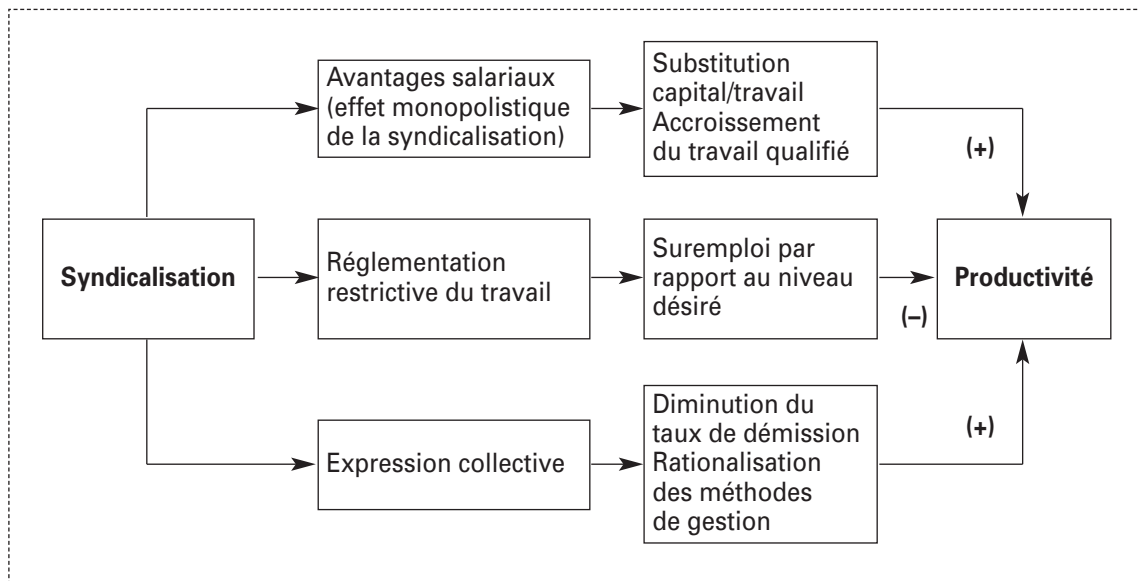 Avantages salariaux
(effet monopolistique
de la syndicalisation)
Substitution
capital/travail
Accroissement
du travail qualifié
(+)
Syndicalisation
Réglementation
restrictive du travail
Suremploi par
rapport au niveau
désiré
(–)
Productivité
Expression collective
Diminution du
taux de démission
Rationalisation
des méthodes
de gestion
(+)